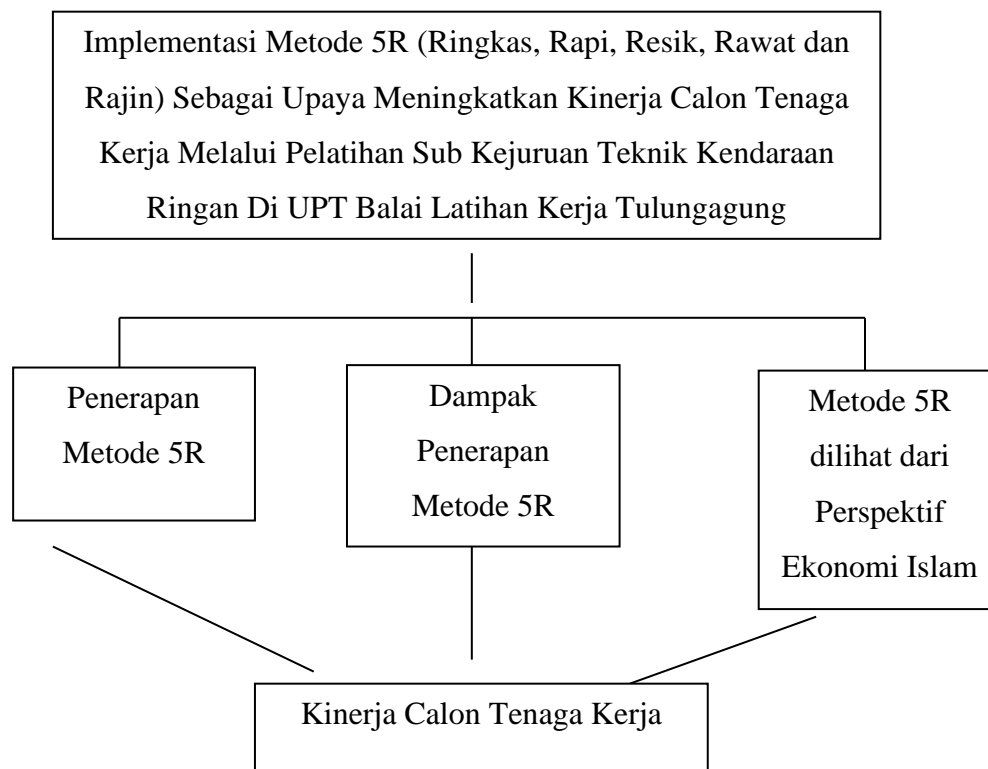 Implementasi Metode 5R (Ringkas, Rapi, Resik, Rawat dan
Rajin) Sebagai Upaya Meningkatkan Kinerja Calon Tenaga
Kerja Melalui Pelatihan Sub Kejuruan Teknik Kendaraan
Ringan Di UPT Balai Latihan Kerja Tulungagung
Penerapan
Metode 5R
Dampak
Penerapan
Metode 5R
Metode 5R
dilihat dari
Perspektif
Ekonomi Islam
Kinerja Calon Tenaga Kerja